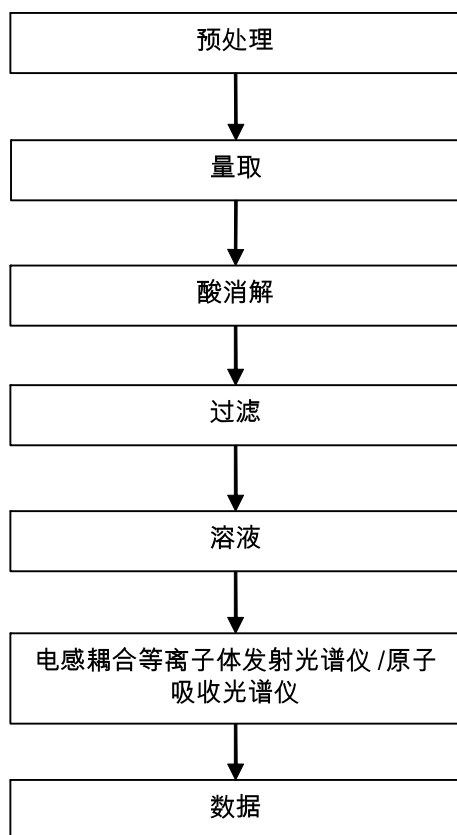 预处理
量取
酸消解
过滤
溶液
电感耦合等离子体发射光谱仪 /原子
吸收光谱仪
数据